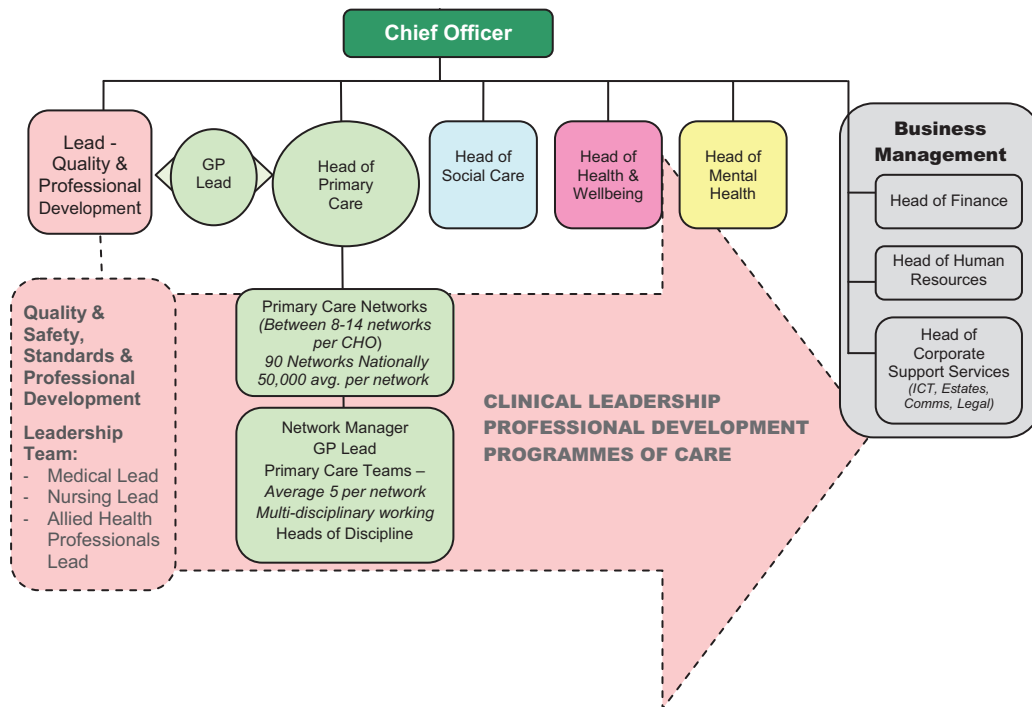 Chief Officer
Lead -
Quality &
Professional
Development
GP
Lead
Head of
Primary
Care
Head of
Social Care
Head of
Health &
Wellbeing
Head of
Mental
Health
Business
Management
Head of Finance
Head of Human
Resources
Head of
Corporate
Support Services
(ICT, Estates,
Comms, Legal)
Quality &
Safety,
Standards &
Professional
Development
Leadership
Team:
- Medical Lead
- Nursing Lead
- Allied Health
Professionals
Lead
Primary Care Networks
(Between 8-14 networks
per CHO)
90 Networks Nationally
50,000 avg. per network
Network Manager
GP Lead
Primary Care Teams –
Average 5 per network
Multi-disciplinary working
Heads of Discipline
CLINICAL LEADERSHIP
PROFESSIONAL DEVELOPMENT
PROGRAMMES OF CARE